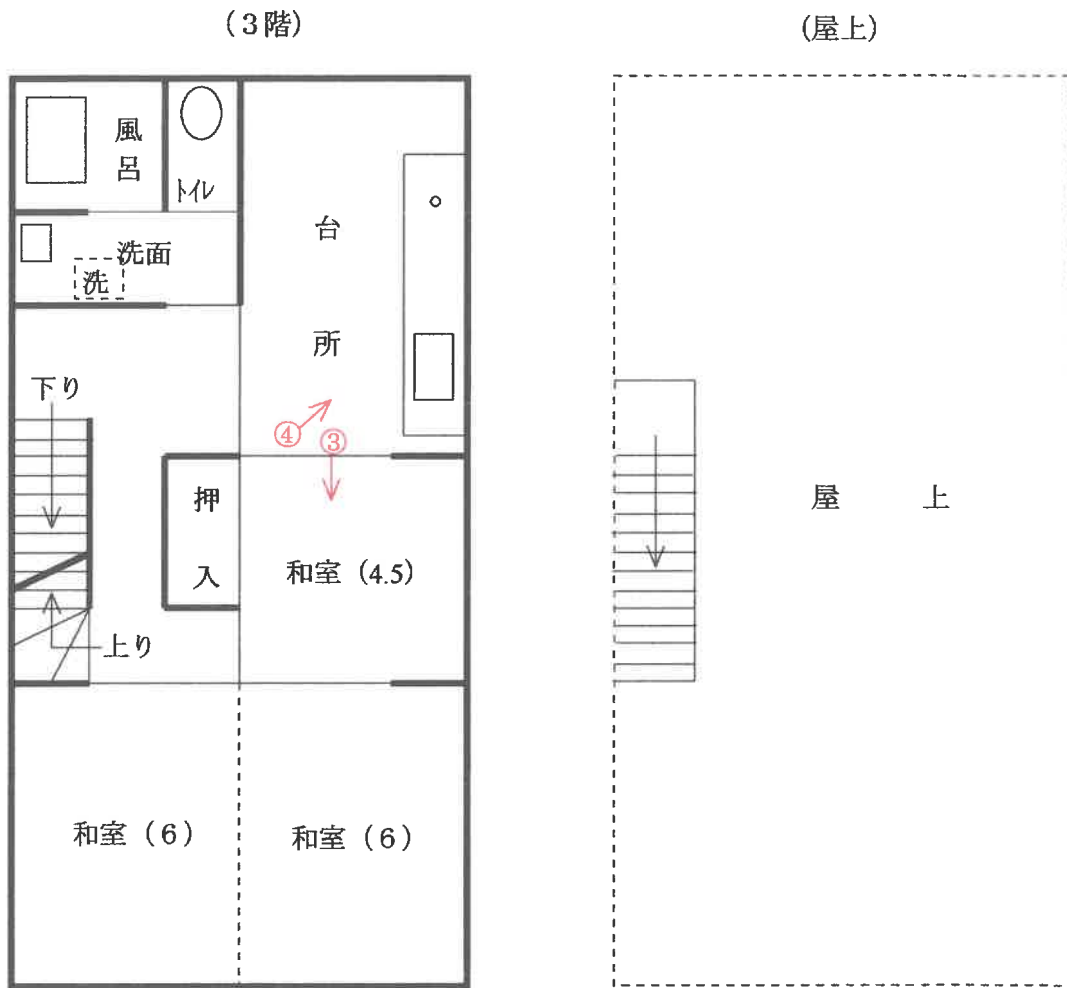 (3階)
風呂
トイレ
洗面
洗
台所
下り
④
③
押入
和室(4.5)
上り
和室(6)
和室(6)
(屋上)
屋上